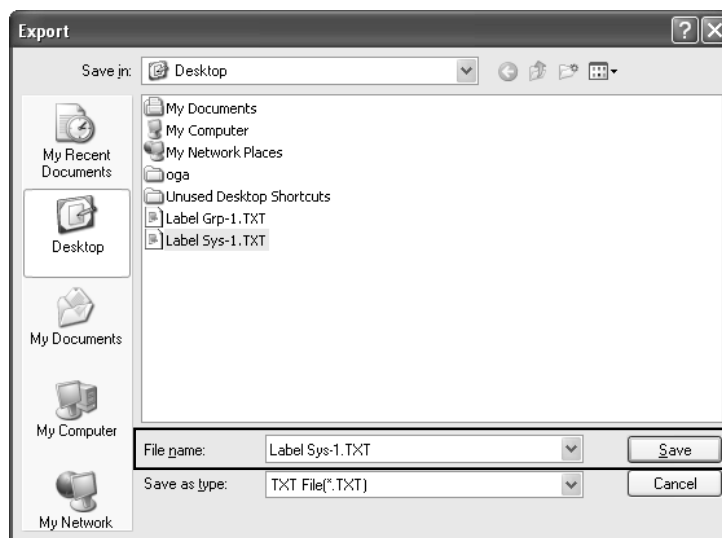 Export
Save in: Desktop
My Documents
My Computer
My Network Places
oga
Unused Desktop Shortcuts
Label Grp-1.TXT
Label Sys-1.TXT
My Recent
Documents
Desktop
My Documents
My Computer
My Network
File name: Label Sys-1.TXT Save
Save as type: TXT File(*.TXT) Cancel